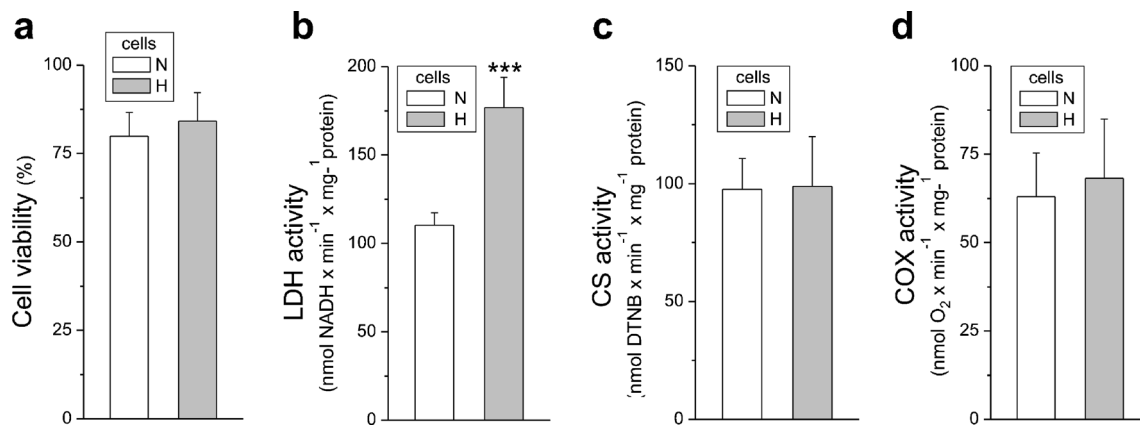 a
cells
N
H
100
75
50
25
0
Cell viability (%)
b
cells
N
H
***
200
150
100
50
0
LDH activity
(nmol NADH x min⁻¹ x mg-¹ protein)
c
cells
N
H
150
100
50
0
CS activity
(nmol DTNB x min⁻¹ x mg⁻¹ protein)
d
cells
N
H
100
75
50
25
0
COX activity
(nmol O₂ x min⁻¹ x mg-¹ protein)